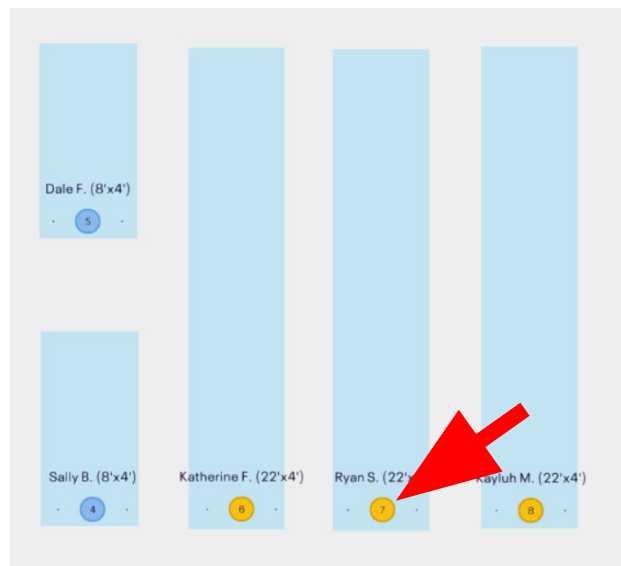 Dale F. (8'x4')
5
Sally B. (8'x4')
4
Katherine F. (22'x4')
6
Ryan S. (22'
7
Kayluh M. (22'x4')
8